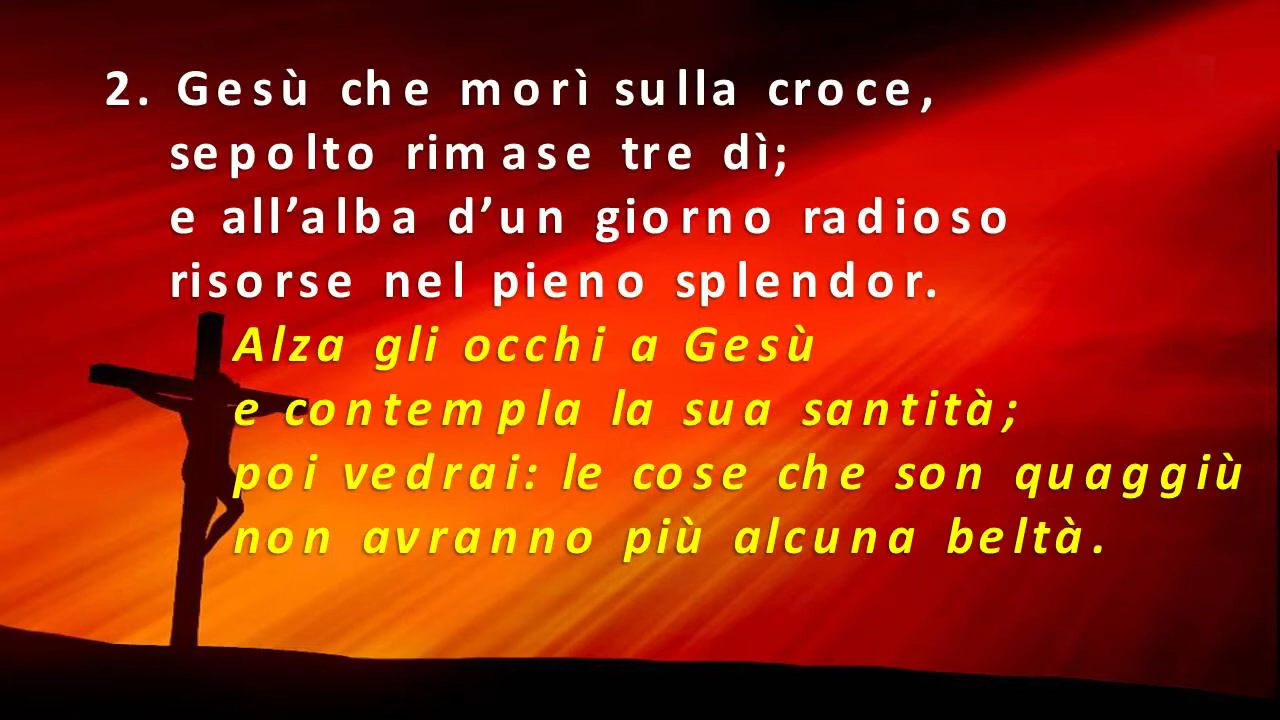 2. Gesù che morì sulla croce,
sepolto rimase tre dì;
e all’alba d’un giorno radioso
risorse nel pieno splendor.
Alza gli occhi a Gesù
e contempla la sua santità;
poi vedrai: le cose che son quaggiù
non avranno più alcuna beltà.